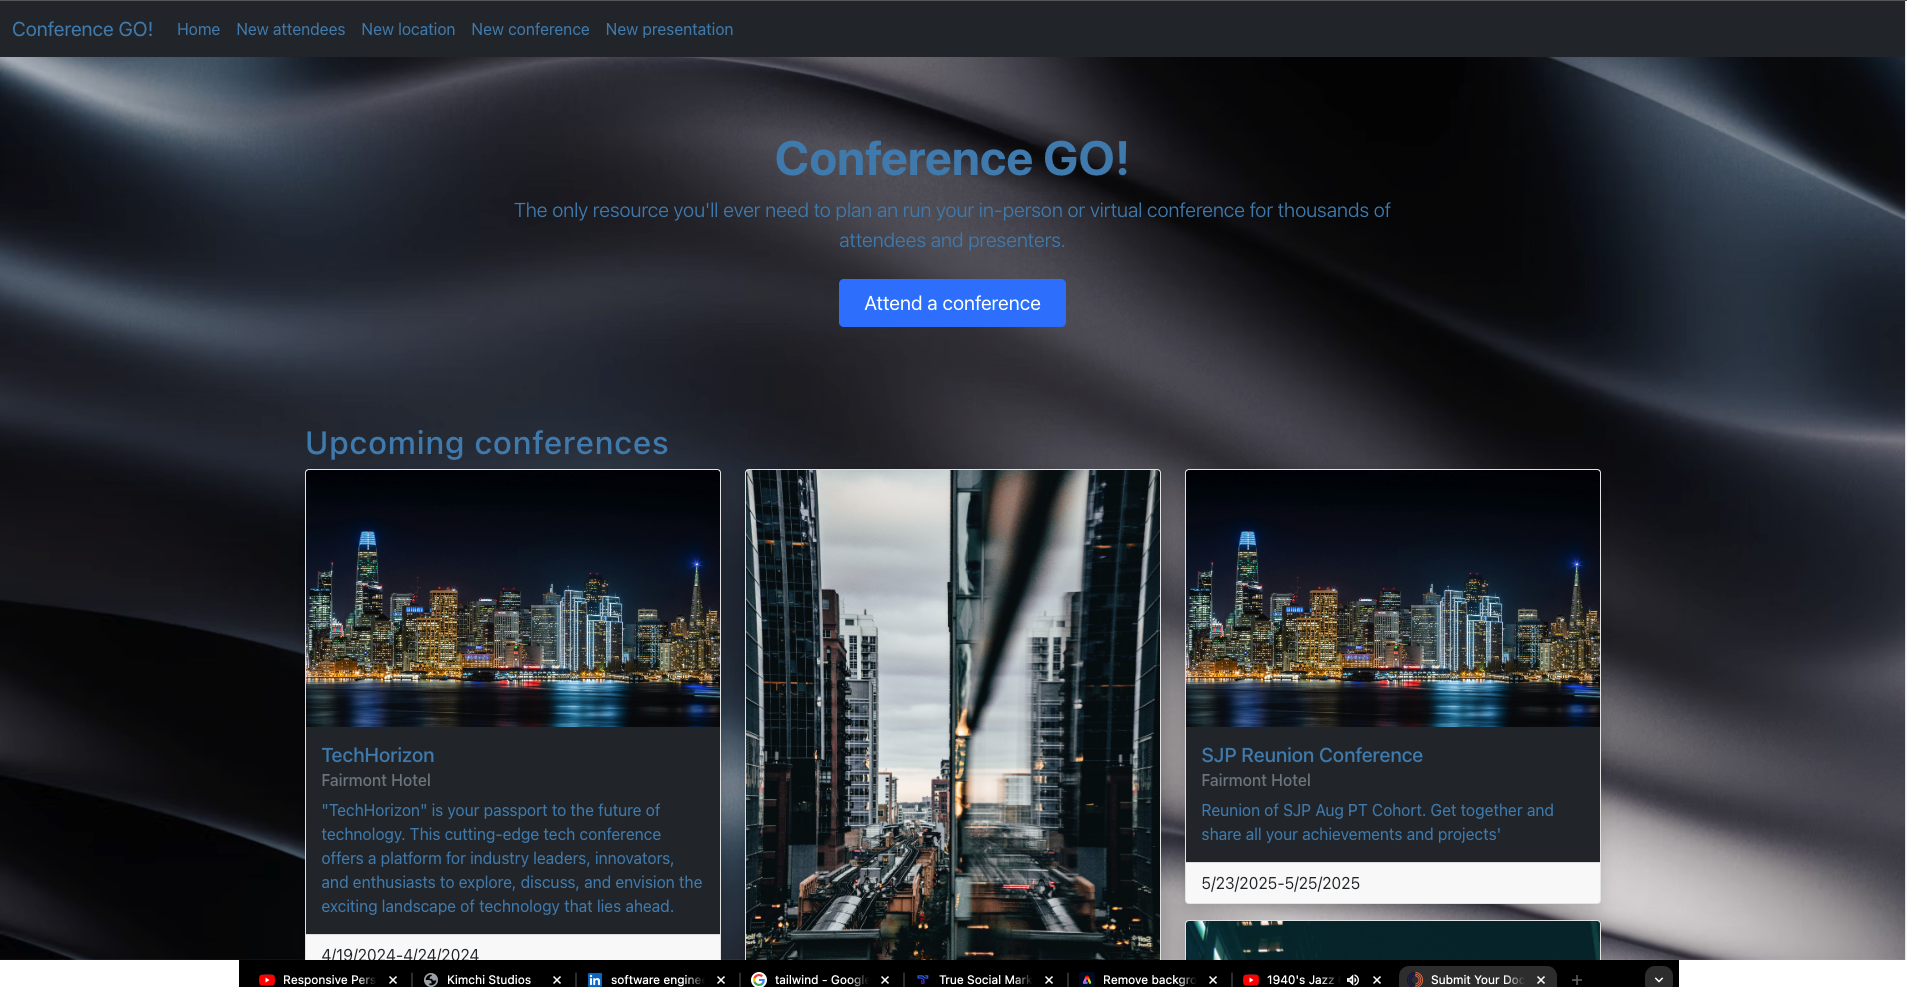 Conference GO! Home New attendees New location New conference New presentation
Conference GO!
The only resource you'll ever need to plan an run your in-person or virtual conference for thousands of
attendees and presenters.
Attend a conference
Upcoming conferences
TechHorizon
Fairmont Hotel
"TechHorizon" is your passport to the future of
technology. This cutting-edge tech conference
offers a platform for industry leaders, innovators,
and enthusiasts to explore, discuss, and envision the
exciting landscape of technology that lies ahead.
4/19/2024-4/24/2024
SJP Reunion Conference
Fairmont Hotel
Reunion of SJP Aug PT Cohort. Get together and
share all your achievements and projects'
5/23/2025-5/25/2025
Responsive Pers Kimchi Studios software engine tailwind - Google True Social Mark Remove backgro 1940's Jazz Submit Your Doc